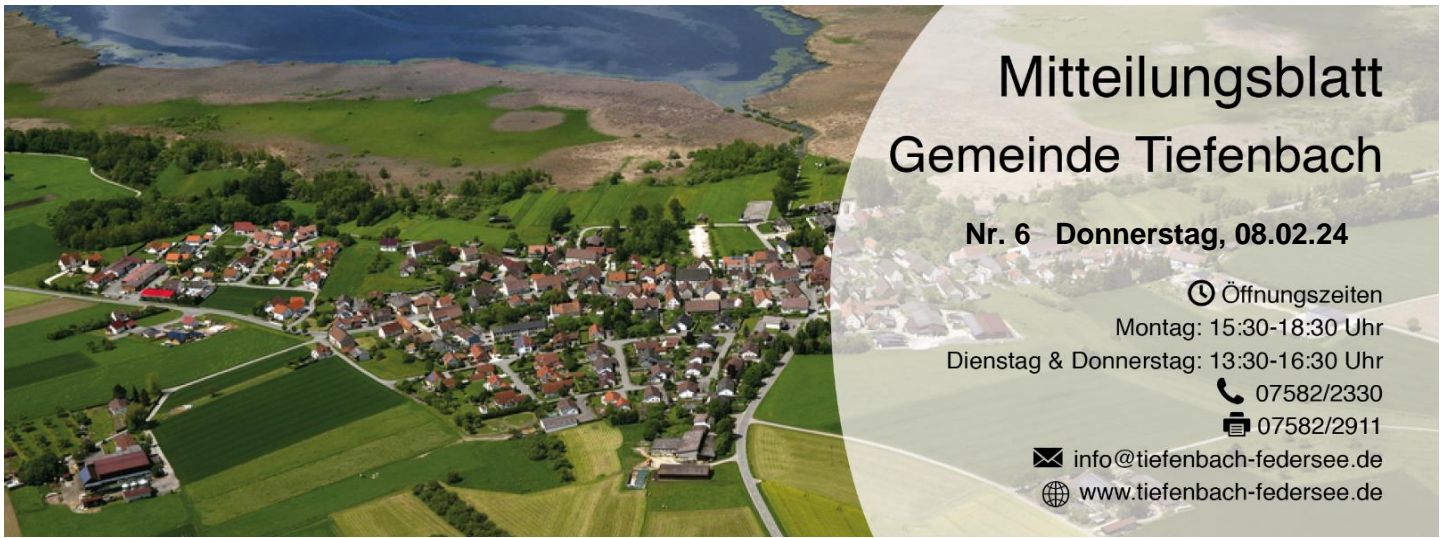 Mitteilungsblatt
Gemeinde Tiefenbach
Nr. 6 Donnerstag, 08.02.24
Öffnungszeiten
Montag: 15:30-18:30 Uhr
Dienstag & Donnerstag: 13:30-16:30 Uhr
07582/2330
07582/2911
info@tiefenbach-federsee.de
www.tiefenbach-federsee.de